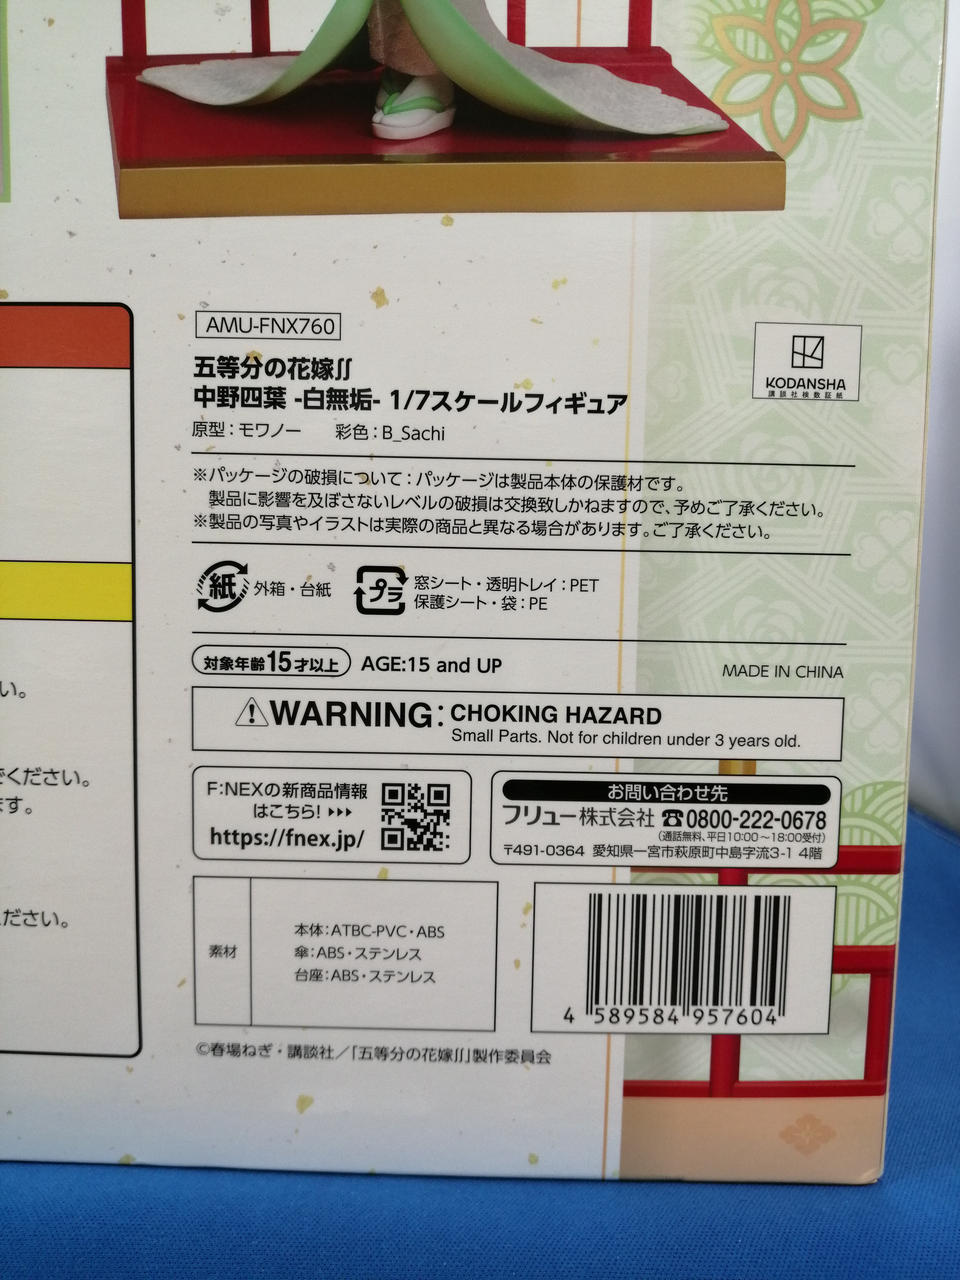 AMU-FNX760
五等分の花嫁∬
中野四葉 -白無垢- 1/7スケールフィギュア
原型：モワノー　彩色：B_Sachi
KODANSHA
講談社検数証紙
※パッケージの破損について：パッケージは製品本体の保護材です。
製品に影響を及ぼさないレベルの破損は交換致しかねますので、予めご了承ください。
※製品の写真やイラストは実際の商品と異なる場合があります。ご了承ください。
紙 外箱・台紙
プラ 窓シート・透明トレイ：PET
保護シート・袋：PE
対象年齢15才以上 AGE:15 and UP
MADE IN CHINA
WARNING: CHOKING HAZARD
Small Parts. Not for children under 3 years old.
F:NEXの新商品情報
はこちら!
https://fnex.jp/
お問い合わせ先
フリュー株式会社 ☎0800-222-0678
(通話無料、平日10:00～18:00受付)
〒491-0364 愛知県一宮市萩原町中島字流3-1 4階
素材
本体：ATBC-PVC・ABS
傘：ABS・ステンレス
台座：ABS・ステンレス
4 589584 957604
©春場ねぎ・講談社／「五等分の花嫁∬」製作委員会
い。
ください。
ます。
ださい。